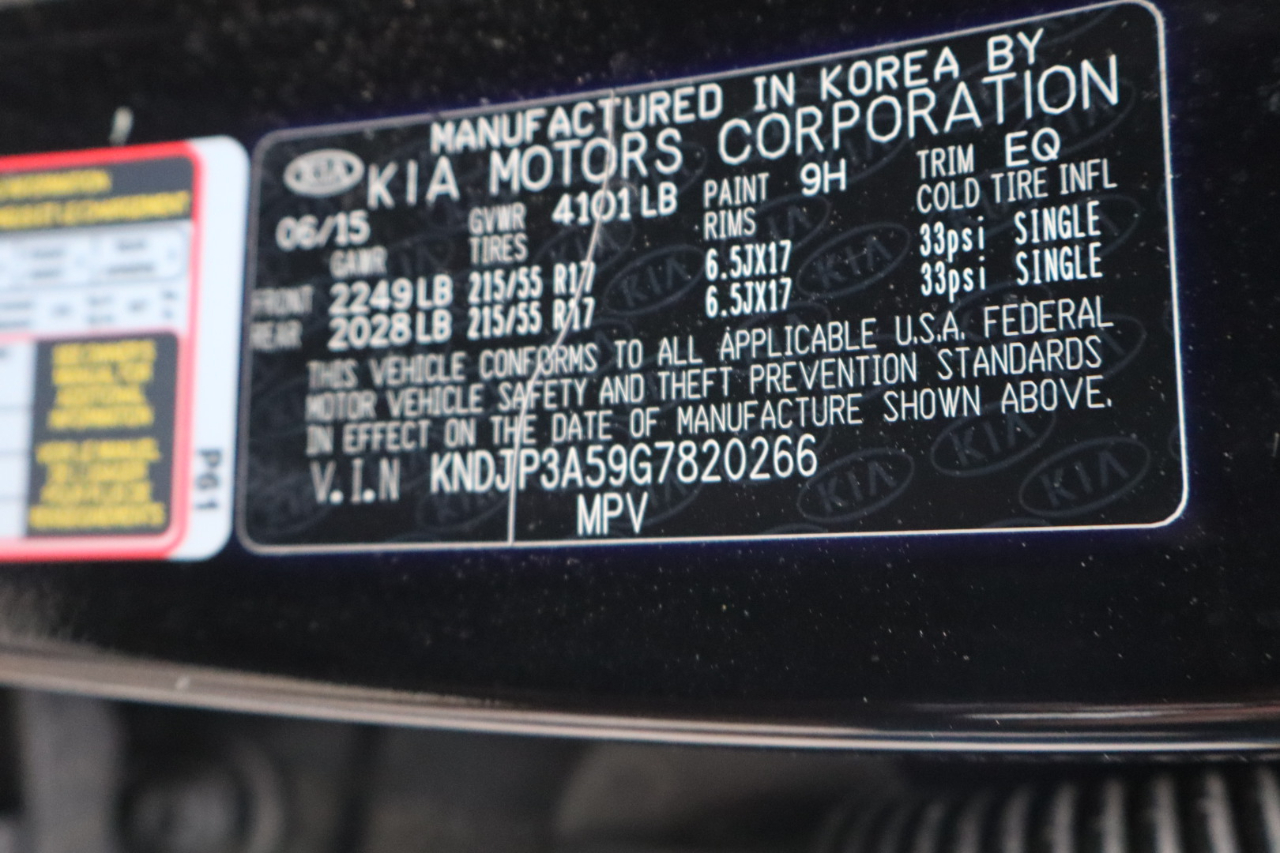 MANUFACTURED IN KOREA BY
KIA KIA MOTORS CORPORATION
06/15 GVWR 4101 LB PAINT 9H TRIM EQ
GAWR TIRES RIMS COLD TIRE INFL
FRONT 2249 LB 215/55 R17 6.5JX17 33psi SINGLE
REAR 2028 LB 215/55 R17 6.5JX17 33psi SINGLE
THIS VEHICLE CONFORMS TO ALL APPLICABLE U.S.A. FEDERAL
MOTOR VEHICLE SAFETY AND THEFT PREVENTION STANDARDS
IN EFFECT ON THE DATE OF MANUFACTURE SHOWN ABOVE.
V.I.N KNDJP3A59G7820266
MPV
P61